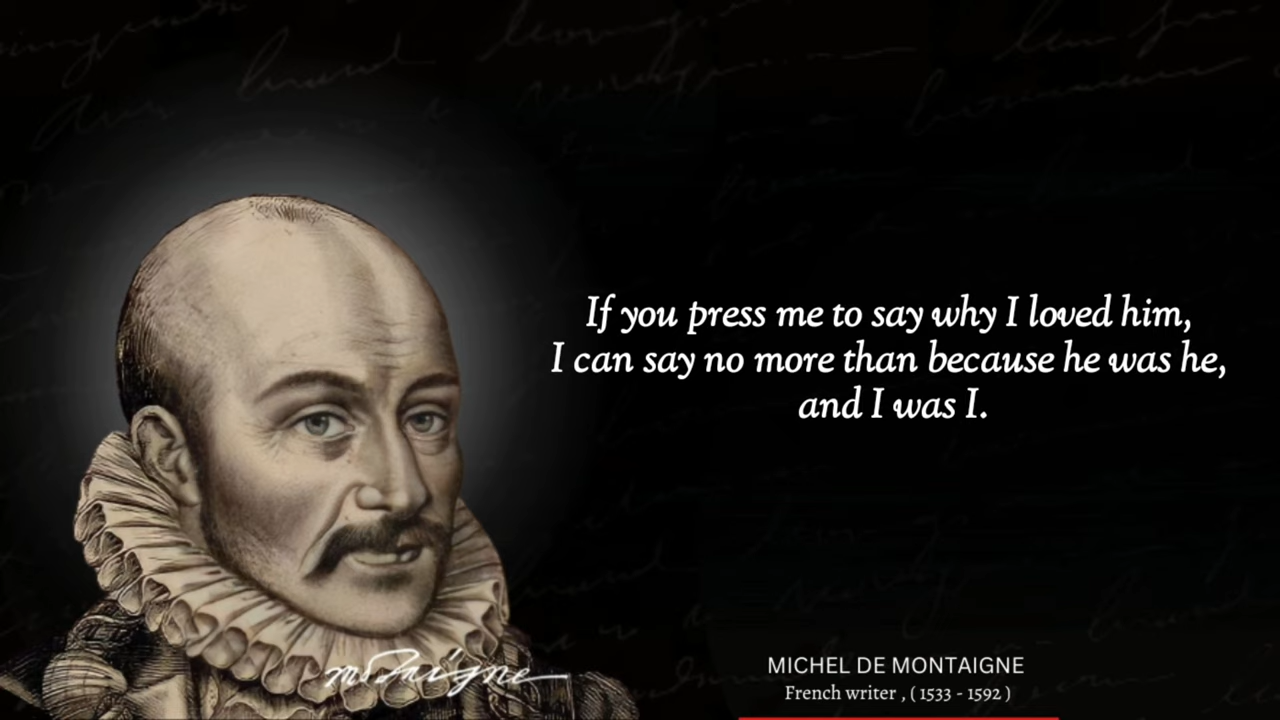 If you press me to say why I loved him,
I can say no more than because he was he,
and I was I.
MICHEL DE MONTAIGNE
French writer , ( 1533 - 1592 )